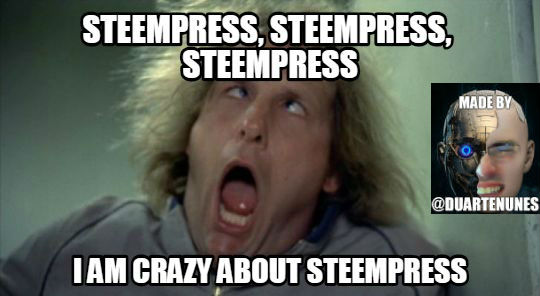 STEEMPRESS, STEEMPRESS,
STEEMPRESS
MADE BY
@DUARTENUNES
I AM CRAZY ABOUT STEEMPRESS